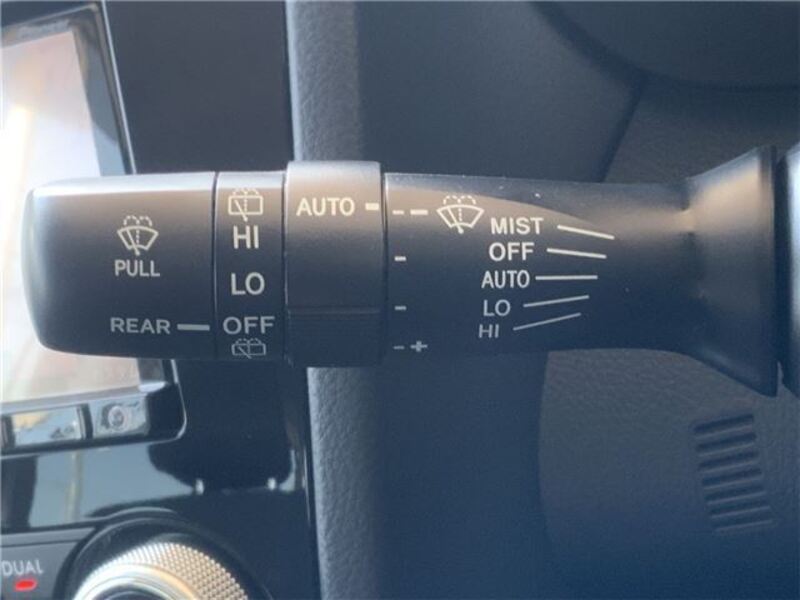 PULL
REAR
HI
LO
OFF
AUTO
- +
MIST
OFF
AUTO
LO
HI
DUAL